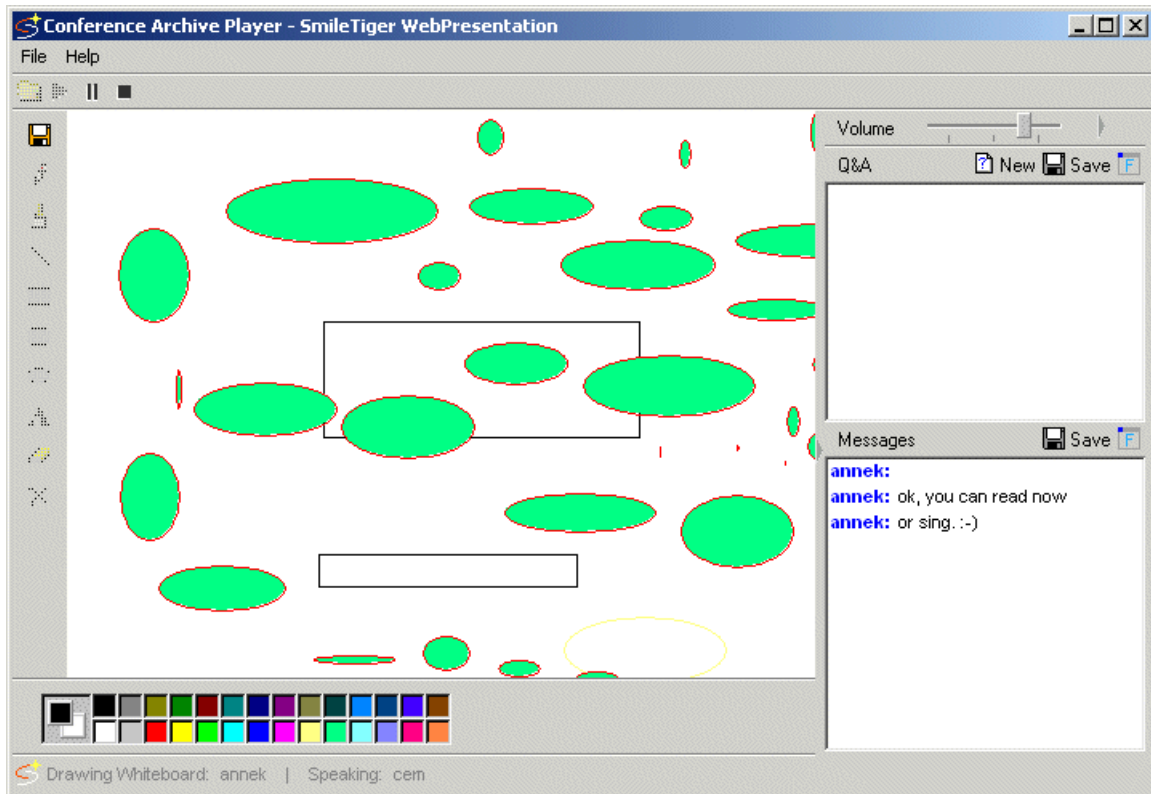 Conference Archive Player - SmileTiger WebPresentation
File Help
Volume
Q&A New Save F
Messages Save F
annek:
annek: ok, you can read now
annek: or sing. :-)
Drawing Whiteboard: annek | Speaking: cem